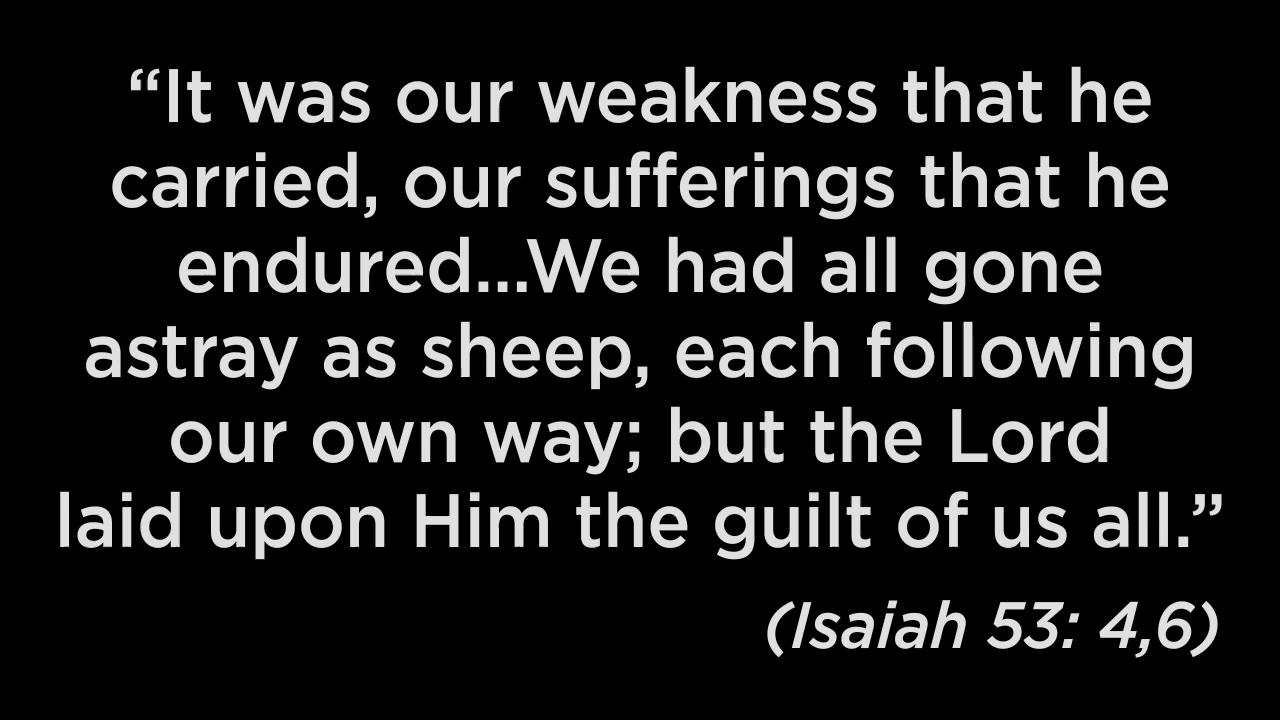 “It was our weakness that he
carried, our sufferings that he
endured...We had all gone
astray as sheep, each following
our own way; but the Lord
laid upon Him the guilt of us all.”
(Isaiah 53: 4,6)